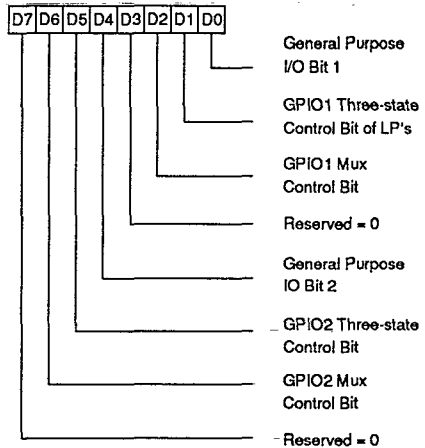 D7 D6 D5 D4 D3 D2 D1 D0
General Purpose
I/O Bit 1
GPIO1 Three-state
Control Bit of LP's
GPIO1 Mux
Control Bit
Reserved = 0
General Purpose
IO Bit 2
GPIO2 Three-state
Control Bit
GPIO2 Mux
Control Bit
Reserved = 0